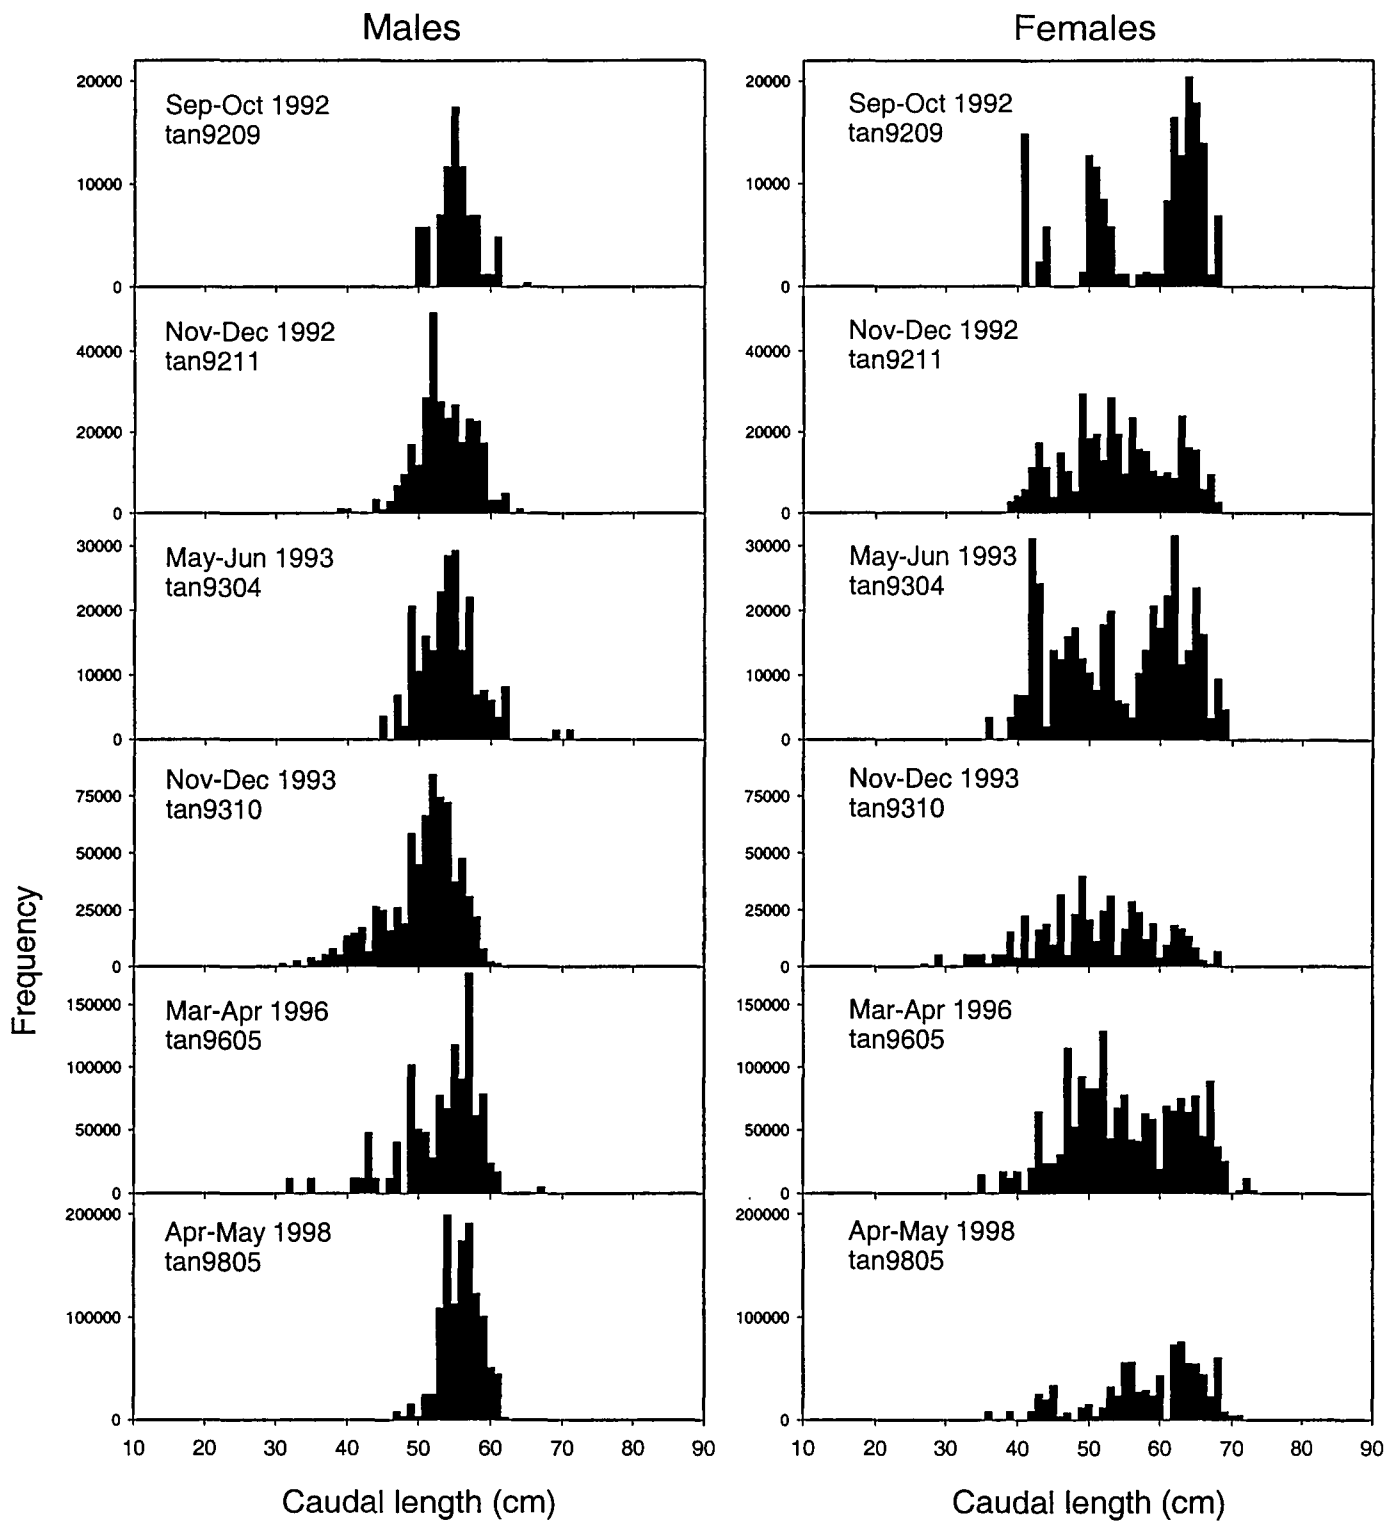 Males
Females
20000
10000
0
Sep-Oct 1992
tan9209
20000
10000
0
Sep-Oct 1992
tan9209
40000
20000
0
Nov-Dec 1992
tan9211
40000
20000
0
Nov-Dec 1992
tan9211
30000
20000
10000
0
May-Jun 1993
tan9304
30000
20000
10000
0
May-Jun 1993
tan9304
75000
50000
25000
0
Nov-Dec 1993
tan9310
75000
50000
25000
0
Nov-Dec 1993
tan9310
Frequency
150000
100000
50000
0
Mar-Apr 1996
tan9605
150000
100000
50000
0
Mar-Apr 1996
tan9605
200000
100000
0
Apr-May 1998
tan9805
200000
100000
0
Apr-May 1998
tan9805
10 20 30 40 50 60 70 80 90
10 20 30 40 50 60 70 80 90
Caudal length (cm)
Caudal length (cm)